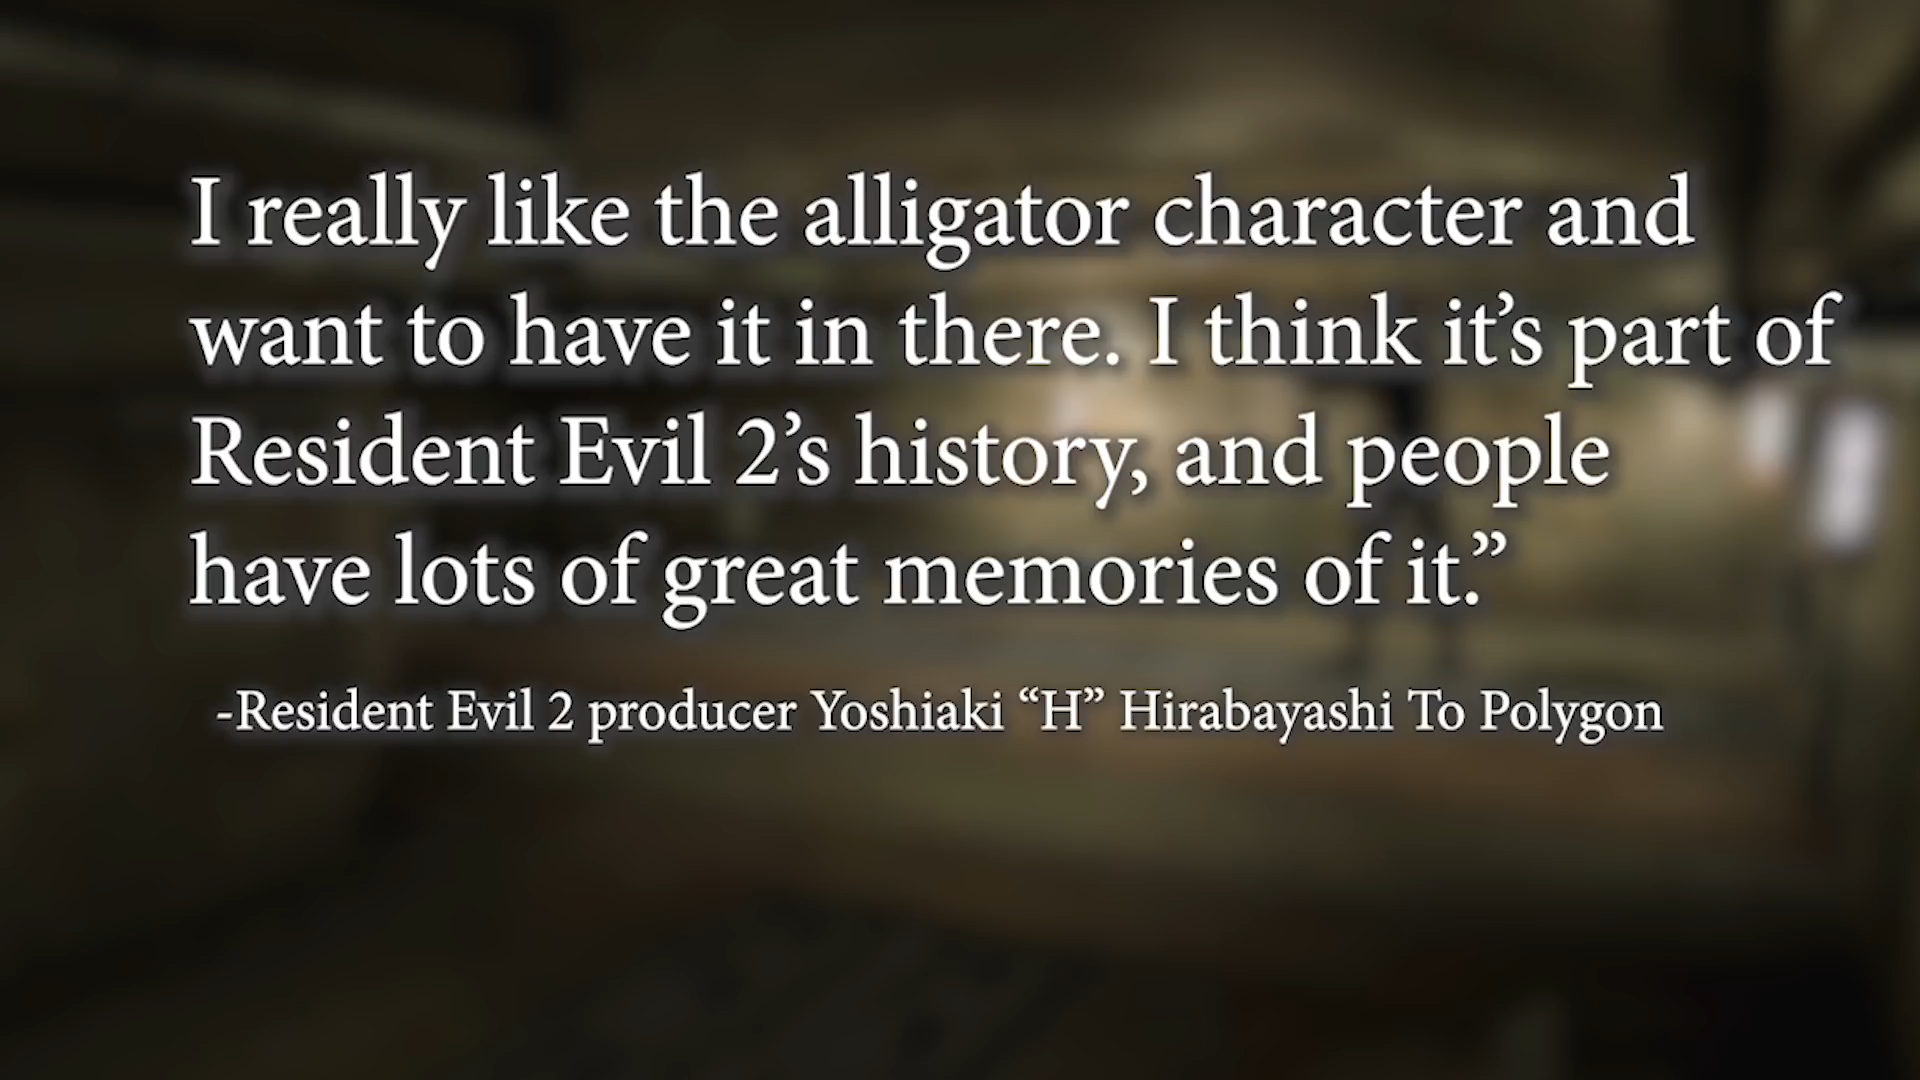 I really like the alligator character and
want to have it in there. I think it’s part of
Resident Evil 2’s history, and people
have lots of great memories of it.”
-Resident Evil 2 producer Yoshiaki “H” Hirabayashi To Polygon